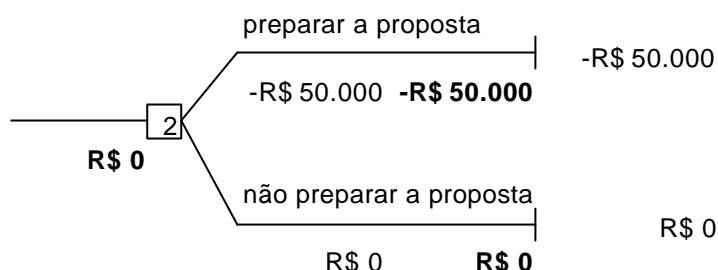 preparar a proposta
-R$ 50.000
-R$ 50.000 -R$ 50.000
2
R$ 0
não preparar a proposta
R$ 0
R$ 0 R$ 0